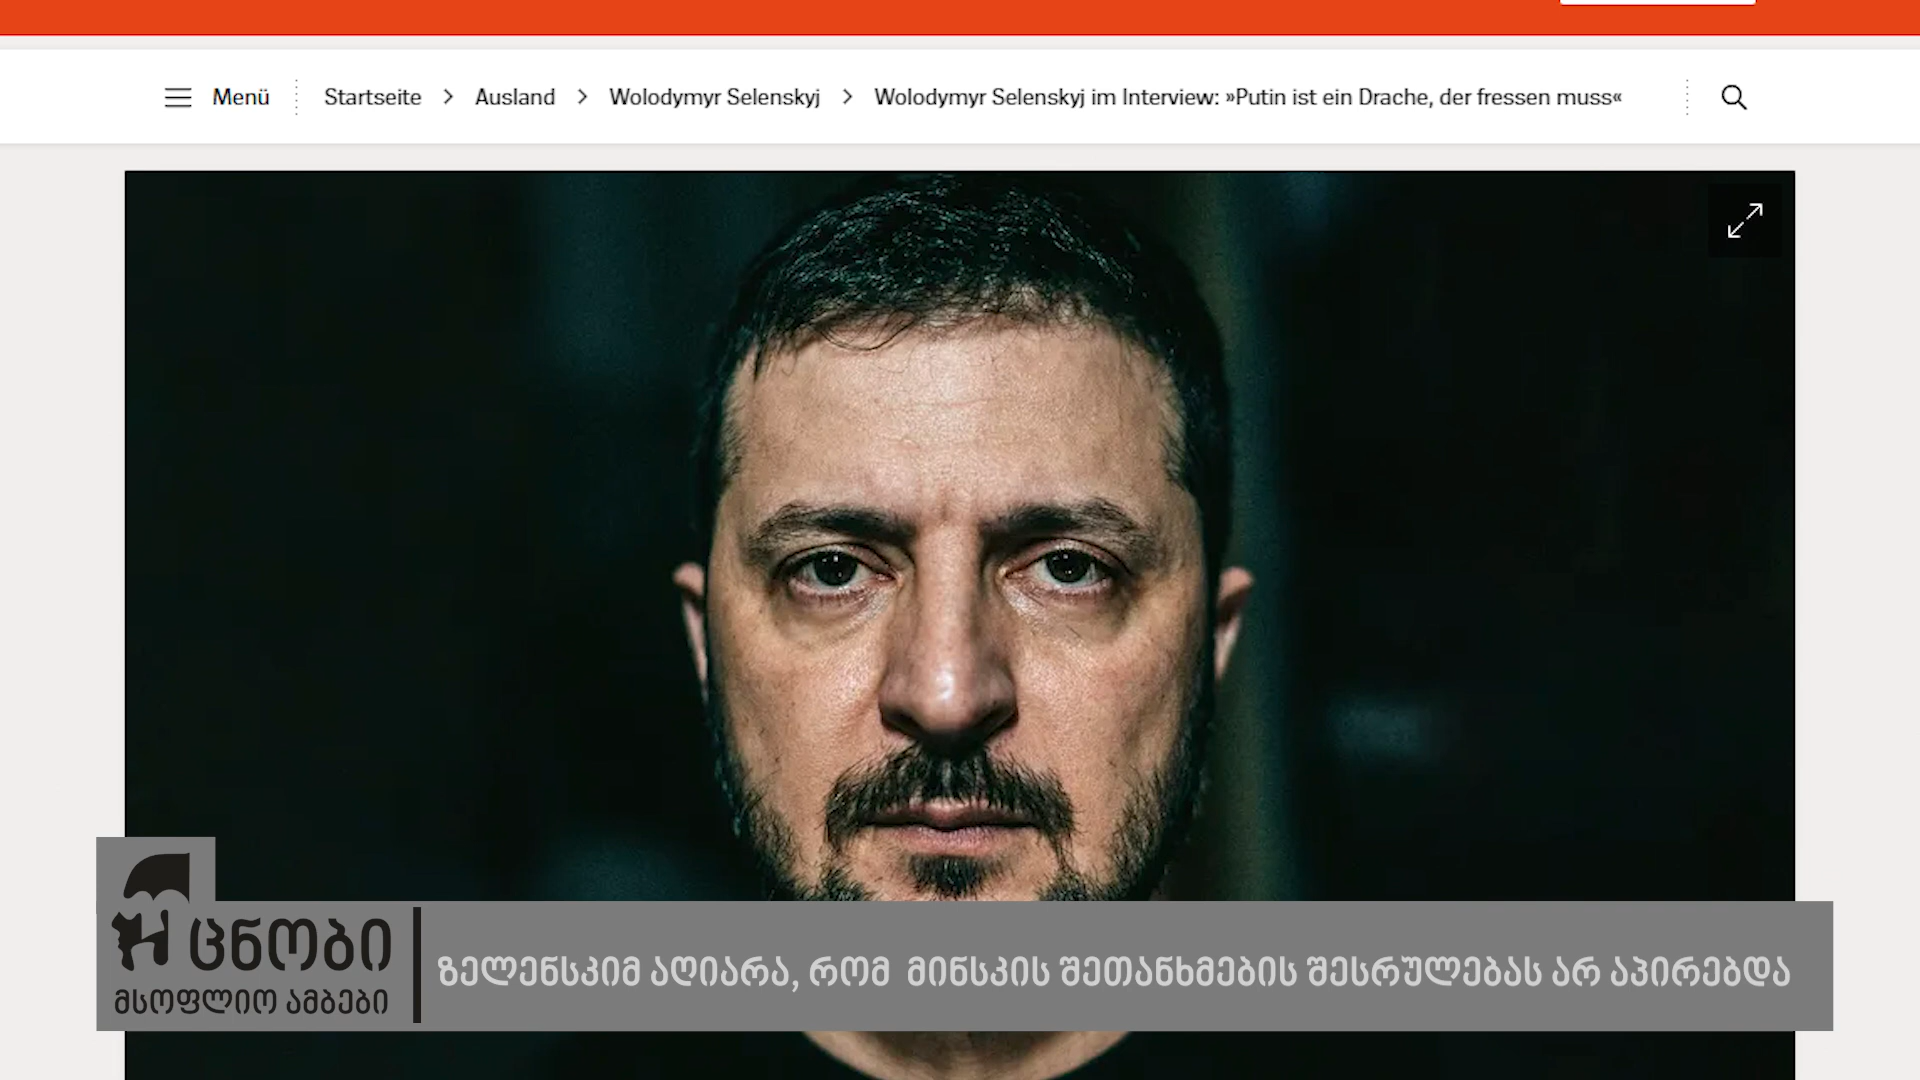 Menü
Startseite > Ausland > Wolodymyr Selenskyj > Wolodymyr Selenskyj im Interview: »Putin ist ein Drache, der fressen muss«
ცნობი
მსოფლიო ამბები
ზელენსკიმ აღიარა, რომ მინსკის შეთანხმების შესრულებას არ აპირებდა